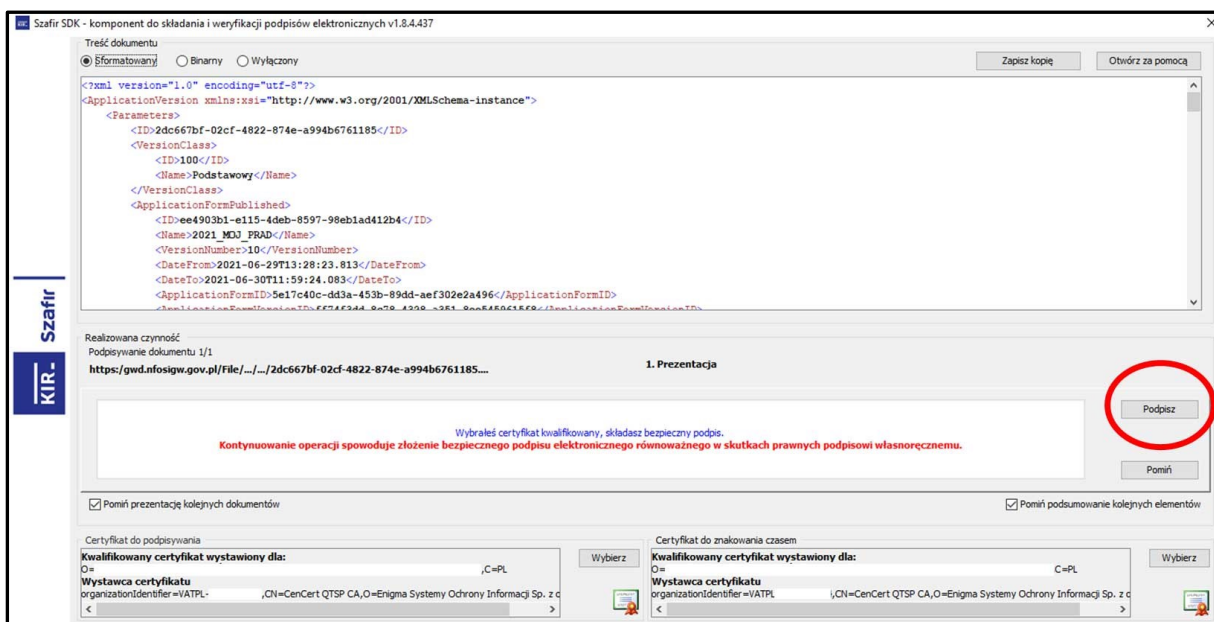 Szafir SDK - komponent do składania i weryfikacji podpisów elektronicznych v1.8.4.437
Treść dokumentu
Sformatowany Binarny Wyłączony Zapisz kopię Otwórz za pomocą
<?xml version="1.0" encoding="utf-8"?>
<ApplicationVersion xmlns:xsi="http://www.w3.org/2001/XMLSchema-instance">
<Parameters>
<ID>2dc667bf-02cf-4822-874e-a994b6761185</ID>
<VersionClass>
<ID>100</ID>
<Name>Podstawowy</Name>
</VersionClass>
<ApplicationFormPublished>
<ID>ee4903b1-e115-4deb-8597-98eb1ad412b4</ID>
<Name>2021_MOJ_PRAD</Name>
<VersionNumber>10</VersionNumber>
<DateFrom>2021-06-29T13:28:23.813</DateFrom>
<DateTo>2021-06-30T11:59:24.083</DateTo>
<ApplicationFormID>5e17c40c-dd3a-453b-89dd-aef302e2a496</ApplicationFormID>
KIR. Szafir
Realizowana czynność
Podpisywanie dokumentu 1/1
https:/gwd.nfosigw.gov.pl/File/.../.../2dc667bf-02cf-4822-874e-a994b6761185....
1. Prezentacja
Podpisz
Wybrałeś certyfikat kwalifikowany, składasz bezpieczny podpis.
Kontynuowanie operacji spowoduje złożenie bezpiecznego podpisu elektronicznego równoważnego w skutkach prawnych podpisowi własnoręcznemu.
Pomiń
Pomiń prezentację kolejnych dokumentów
Pomiń podsumowanie kolejnych elementów
Certyfikat do podpisywania
Kwalifikowany certyfikat wystawiony dla:
O= ,C=PL
Wystawca certyfikatu
organizationIdentifier=VATPL- ,CN=CenCert QTSP CA,O=Enigma Systemy Ochrony Informacji Sp. z o
Wybierz
Certyfikat do znakowania czasem
Kwalifikowany certyfikat wystawiony dla:
O= C=PL
Wystawca certyfikatu
organizationIdentifier=VATPL ,CN=CenCert QTSP CA,O=Enigma Systemy Ochrony Informacji Sp. z o
Wybierz